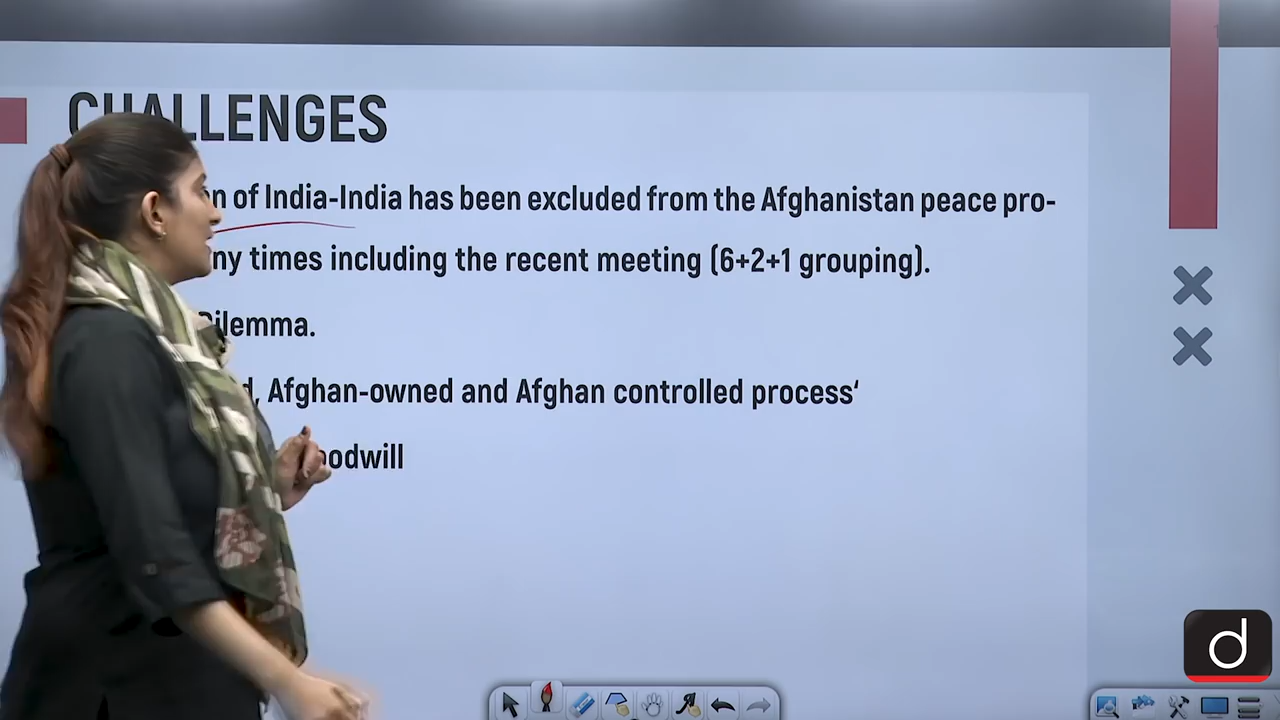 CHALLENGES
of India-India has been excluded from the Afghanistan peace pro-
times including the recent meeting (6+2+1 grouping).
Dilemma.
, Afghan-owned and Afghan controlled process‘
oodwill
d